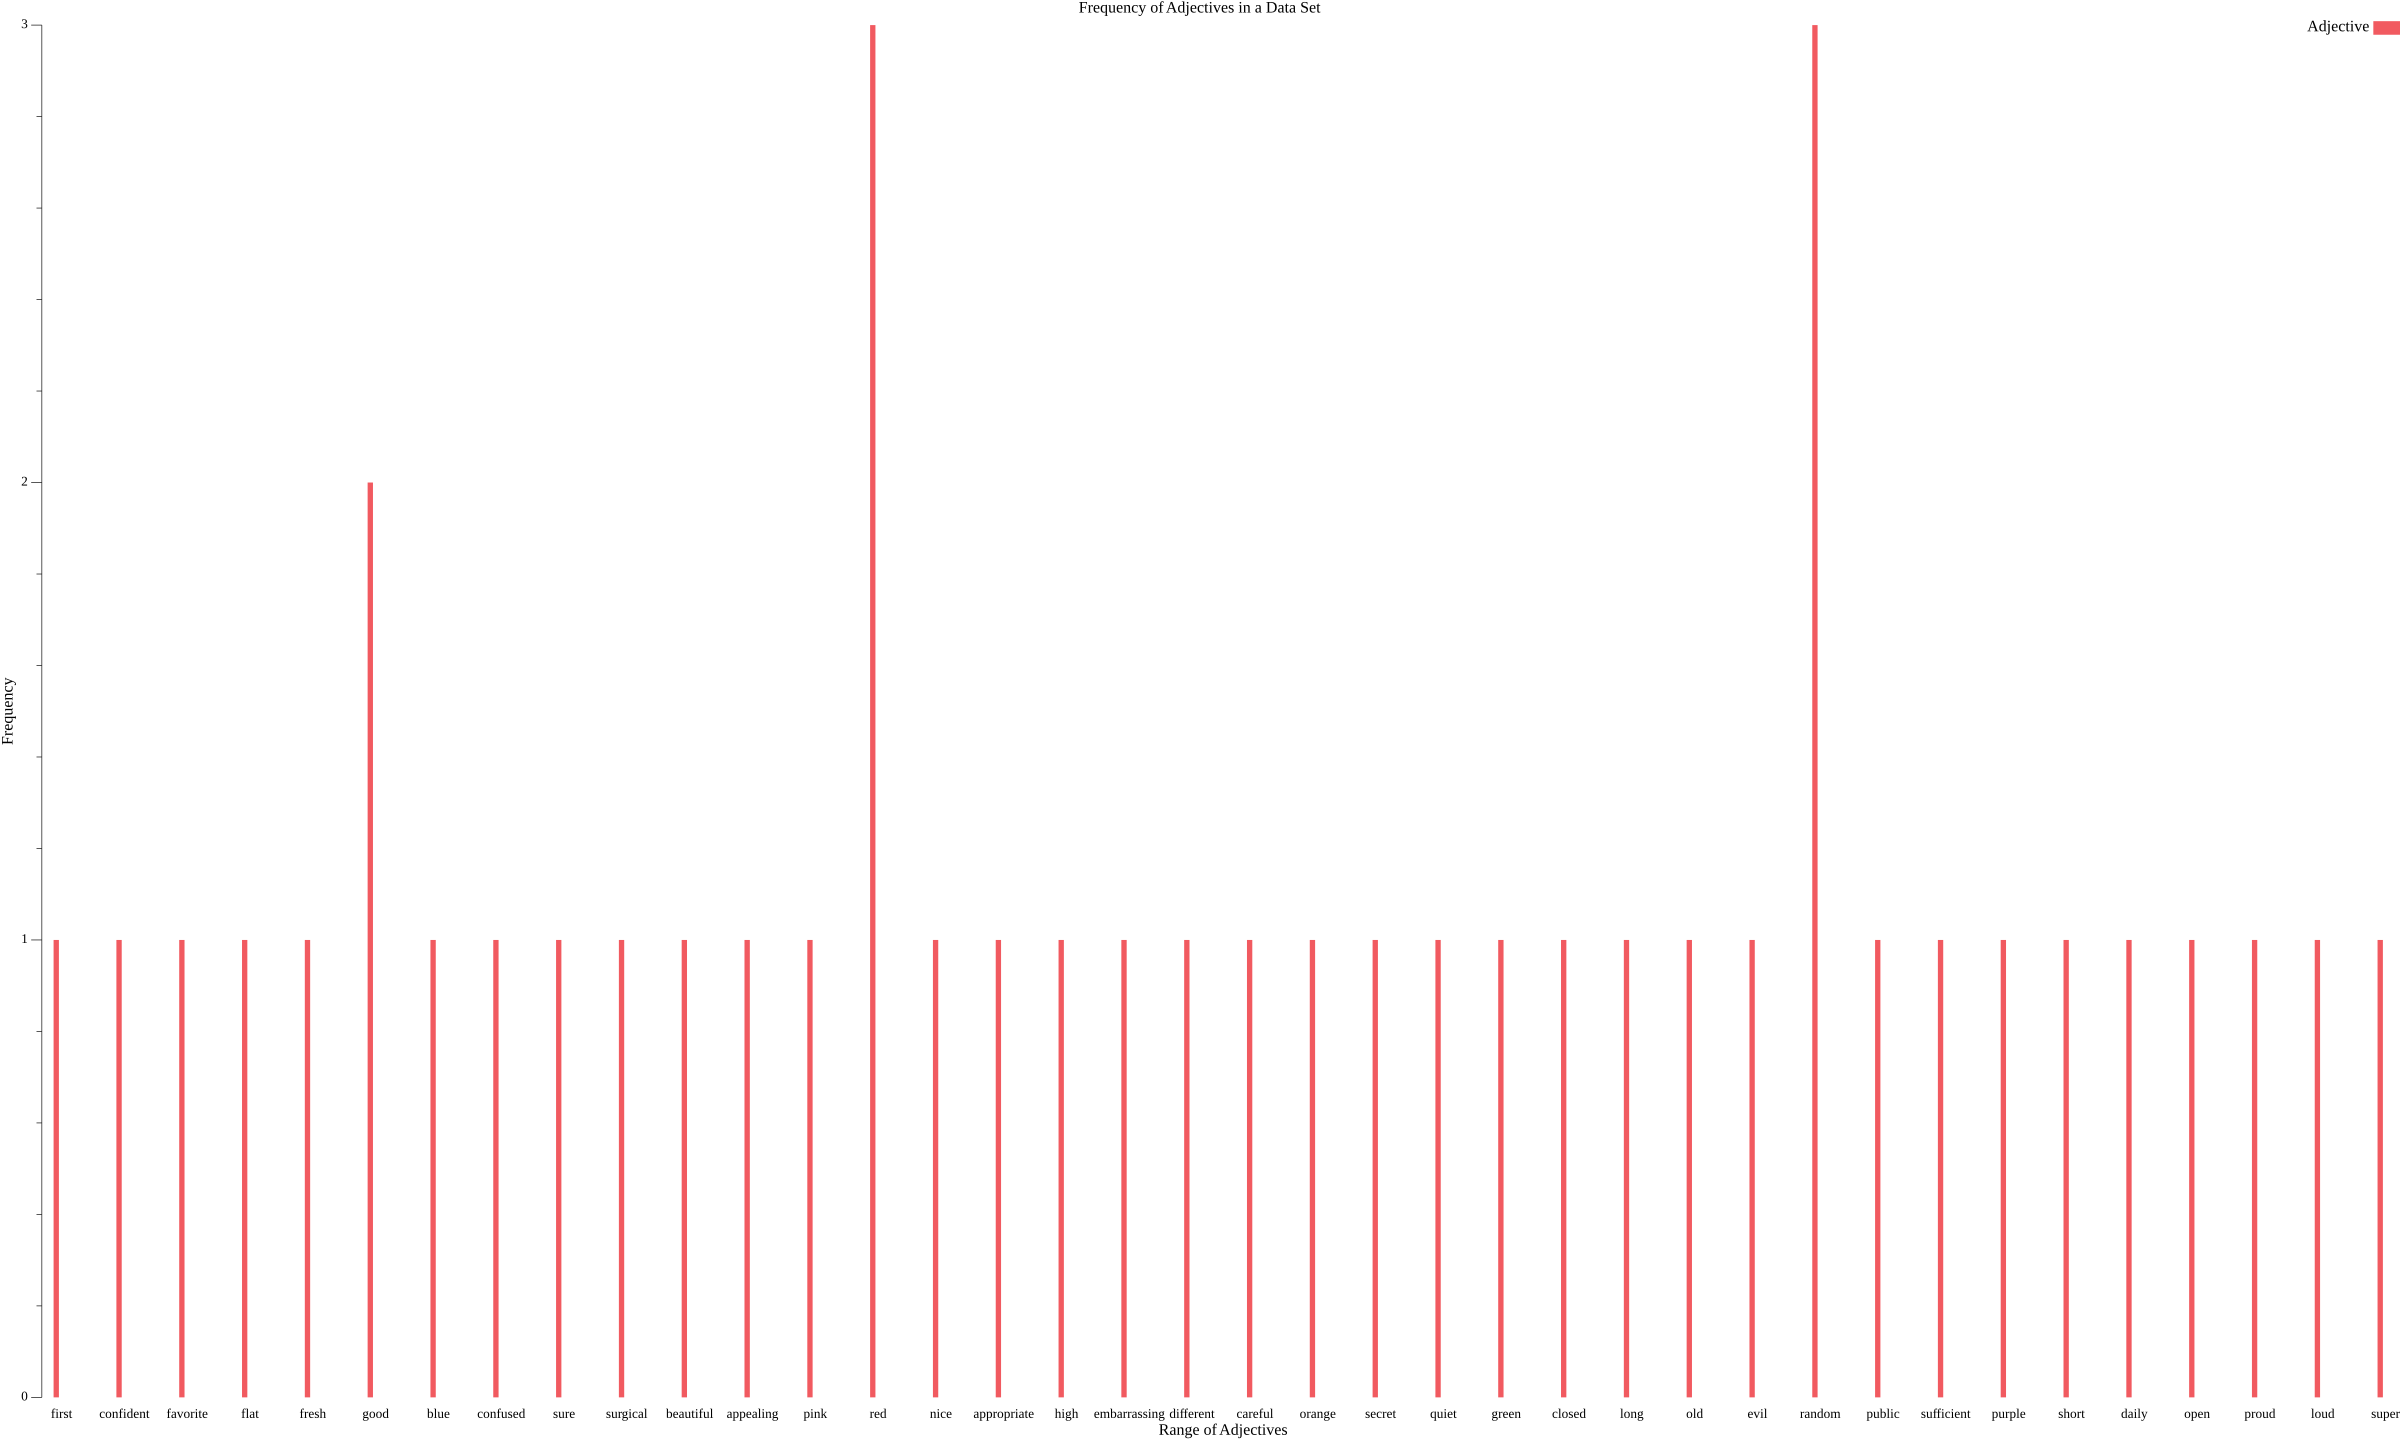 Frequency of Adjectives in a Data Set
Adjective
3
2
1
0
Frequency
first confident favorite flat fresh good blue confused sure surgical beautiful appealing pink red nice appropriate high embarrassing different careful orange secret quiet green closed long old evil random public sufficient purple short daily open proud loud super
Range of Adjectives